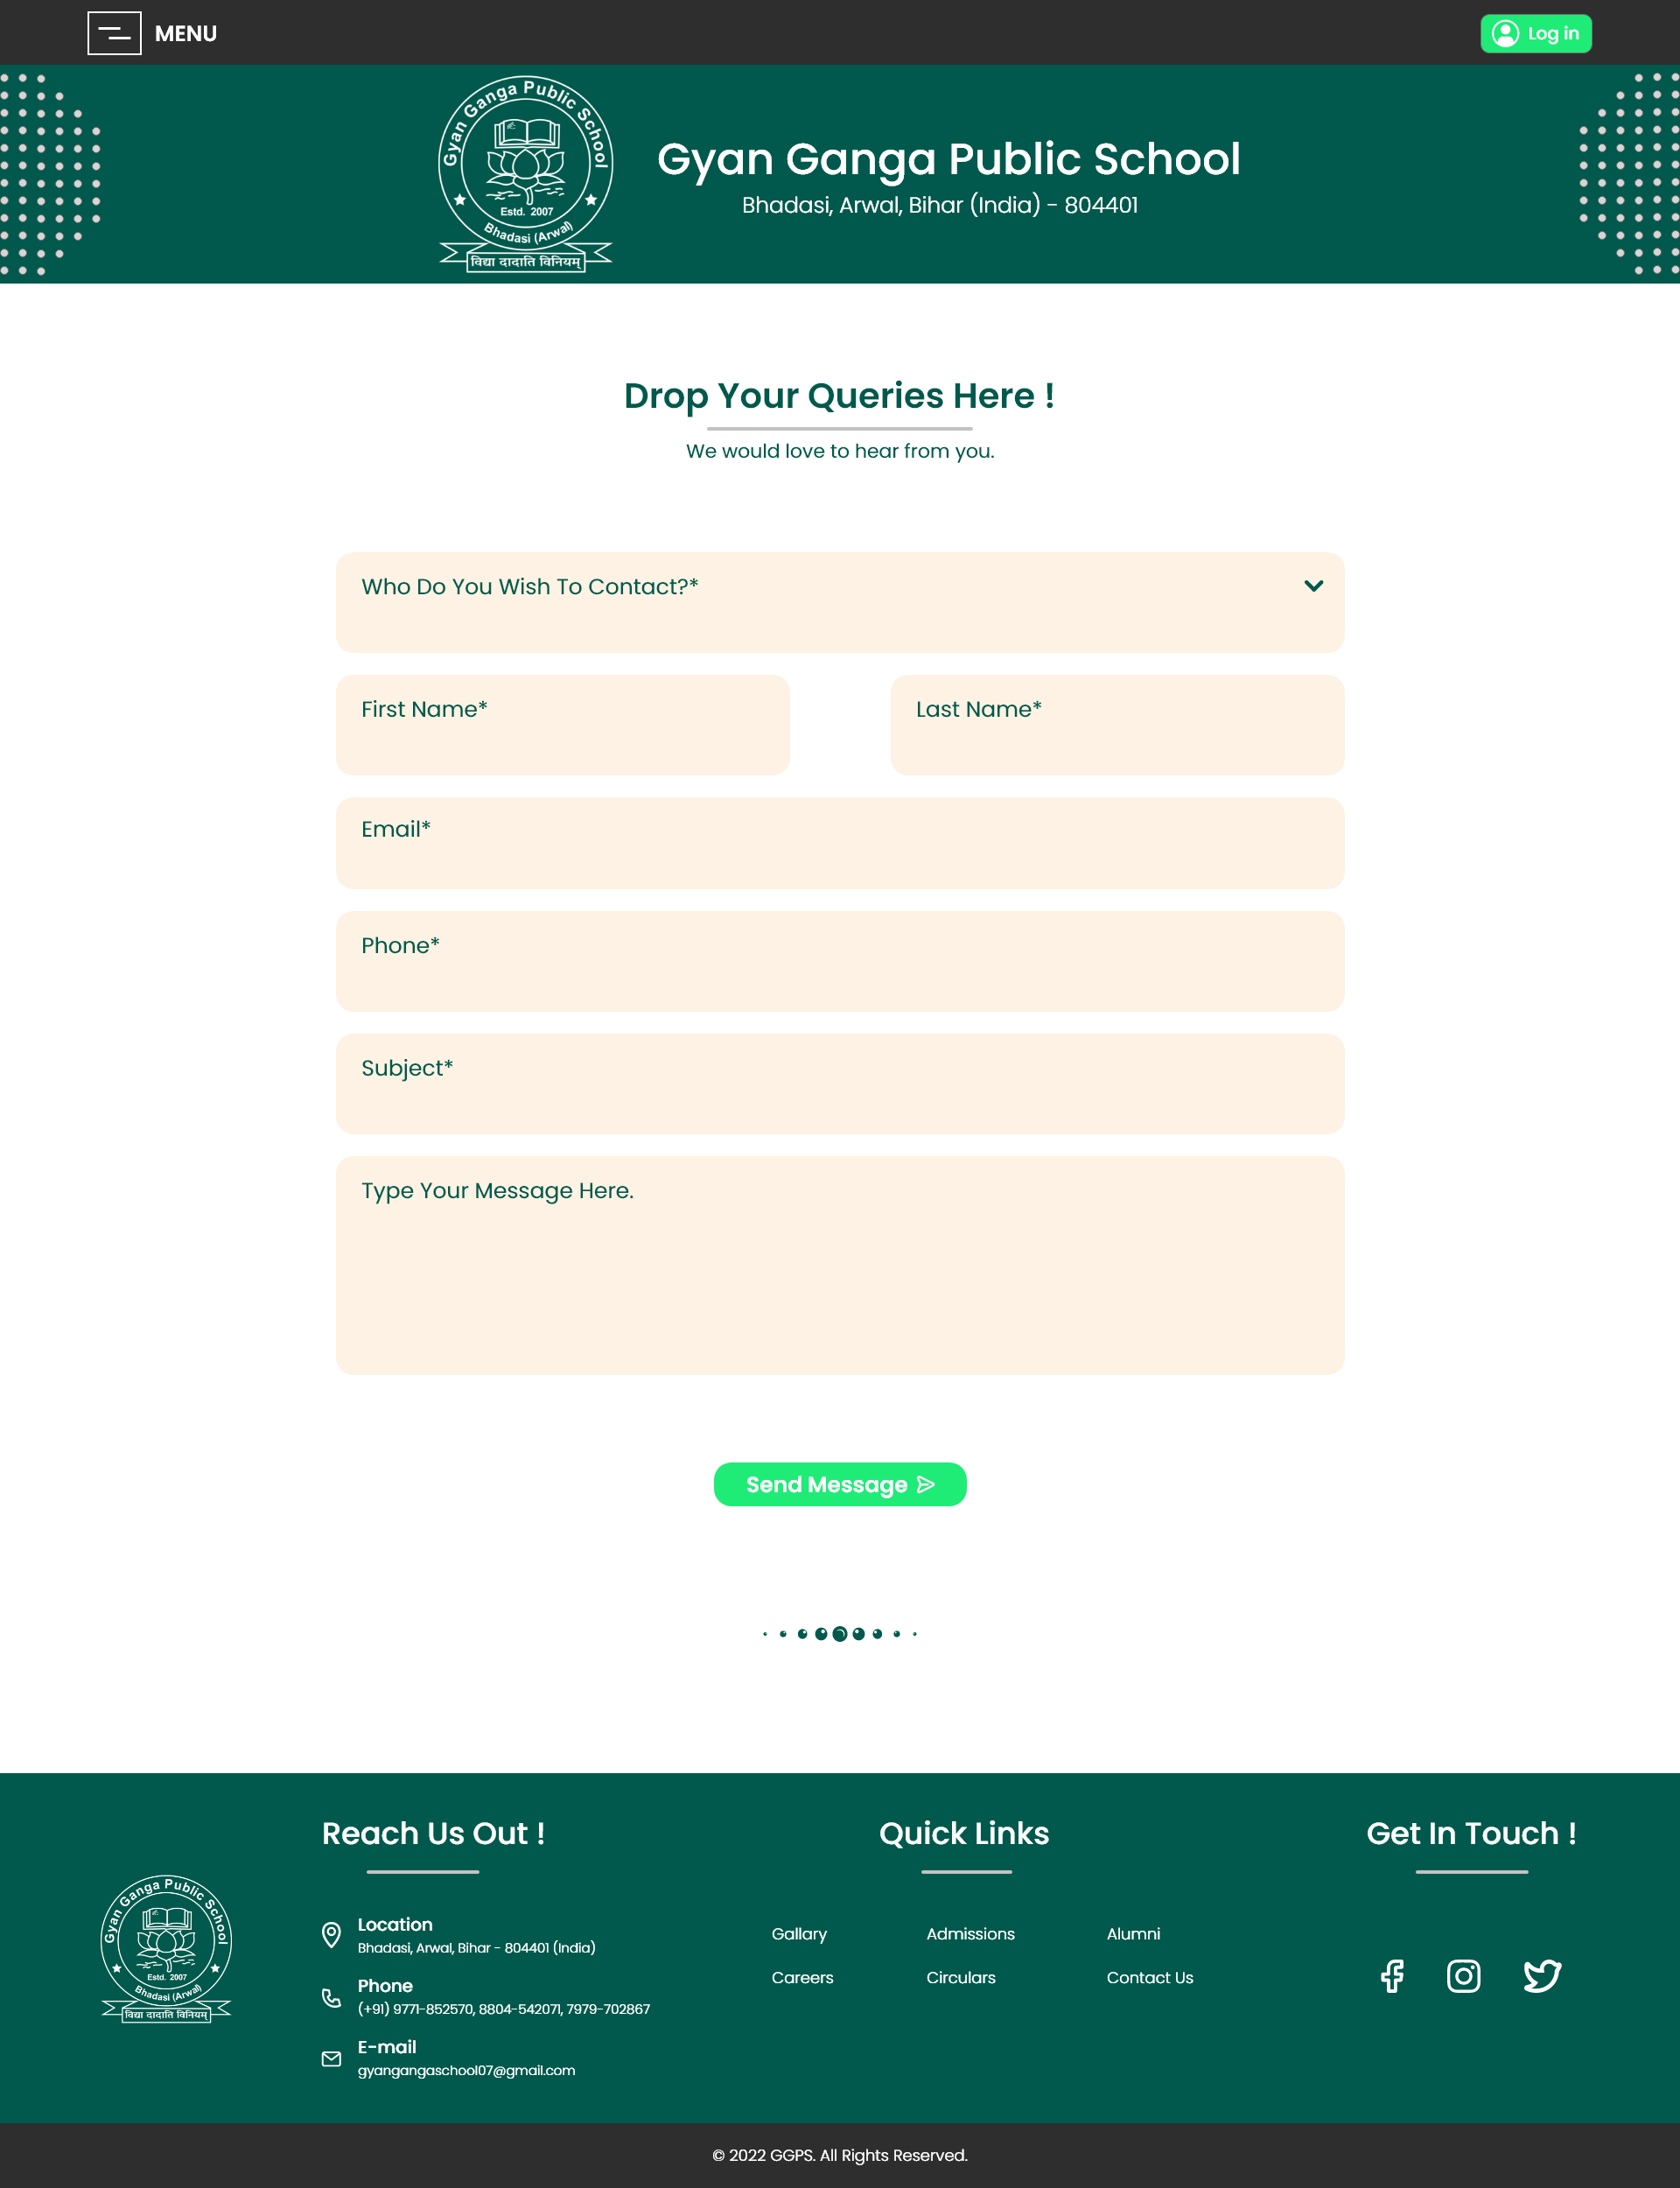 MENU
Log in
Gyan Ganga Public School
Estd. 2007
Bhadasi (Arwal)
विद्या दादाति विनियम्
Gyan Ganga Public School
Bhadasi, Arwal, Bihar (India) - 804401
Drop Your Queries Here !
We would love to hear from you.
Who Do You Wish To Contact?*
First Name*
Last Name*
Email*
Phone*
Subject*
Type Your Message Here.
Send Message
Gyan Ganga Public School
Estd. 2007
Bhadasi (Arwal)
विद्या दादाति विनियम्
Reach Us Out !
Location
Bhadasi, Arwal, Bihar - 804401 (India)
Phone
(+91) 9771-852570, 8804-542071, 7979-702867
E-mail
gyangangaschool07@gmail.com
Quick Links
Gallary
Admissions
Alumni
Careers
Circulars
Contact Us
Get In Touch !
© 2022 GGPS. All Rights Reserved.